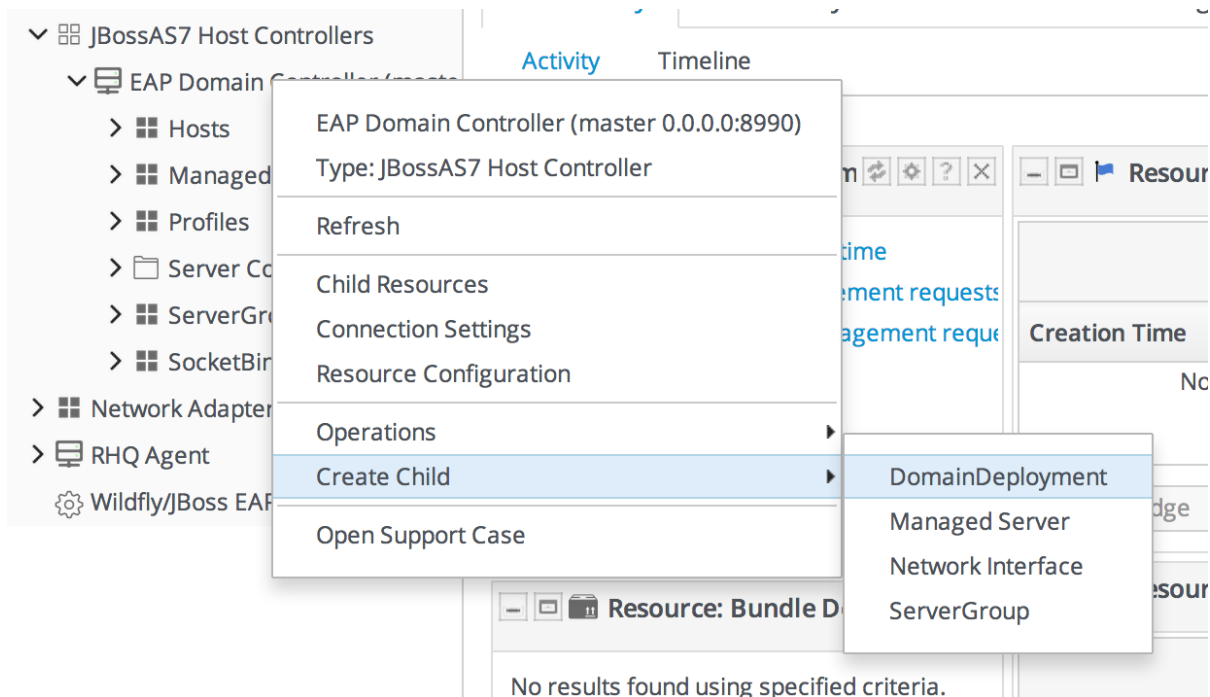 JBossAS7 Host Controllers
EAP Domain Controller (maste
Hosts
Managed
Profiles
Server Co
ServerGr
SocketBin
Network Adapter
RHQ Agent
Wildfly/JBoss EAP
Activity
Timeline
EAP Domain Controller (master 0.0.0.0:8990)
Type: JBossAS7 Host Controller
Refresh
Child Resources
Connection Settings
Resource Configuration
Operations
Create Child
Open Support Case
DomainDeployment
Managed Server
Network Interface
ServerGroup
m
Resour
time
ement requests
agement reque
Creation Time
No
dge
esour
Resource: Bundle D
No results found using specified criteria.